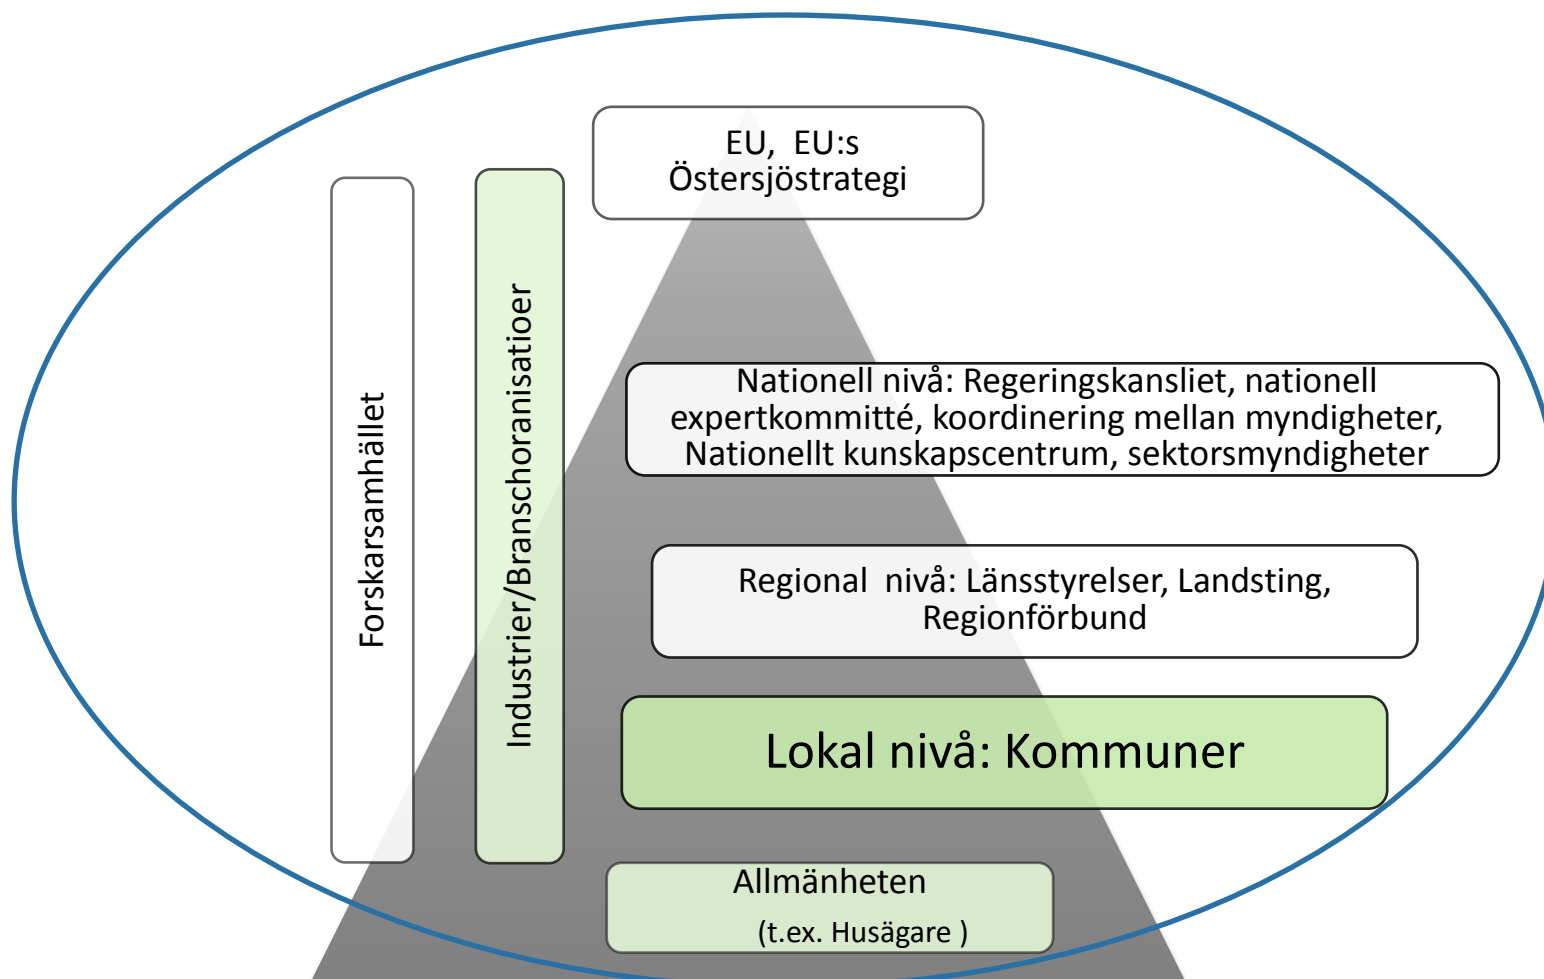 EU,  EU:s
Östersjöstrategi
Forskarsamhället
Industrier/Branschoranisatioer
Nationell nivå: Regeringskansliet, nationell
expertkommitté, koordinering mellan myndigheter,
Nationellt kunskapscentrum, sektorsmyndigheter
Regional  nivå: Länsstyrelser, Landsting,
Regionförbund
Lokal nivå: Kommuner
Allmänheten
(t.ex. Husägare )